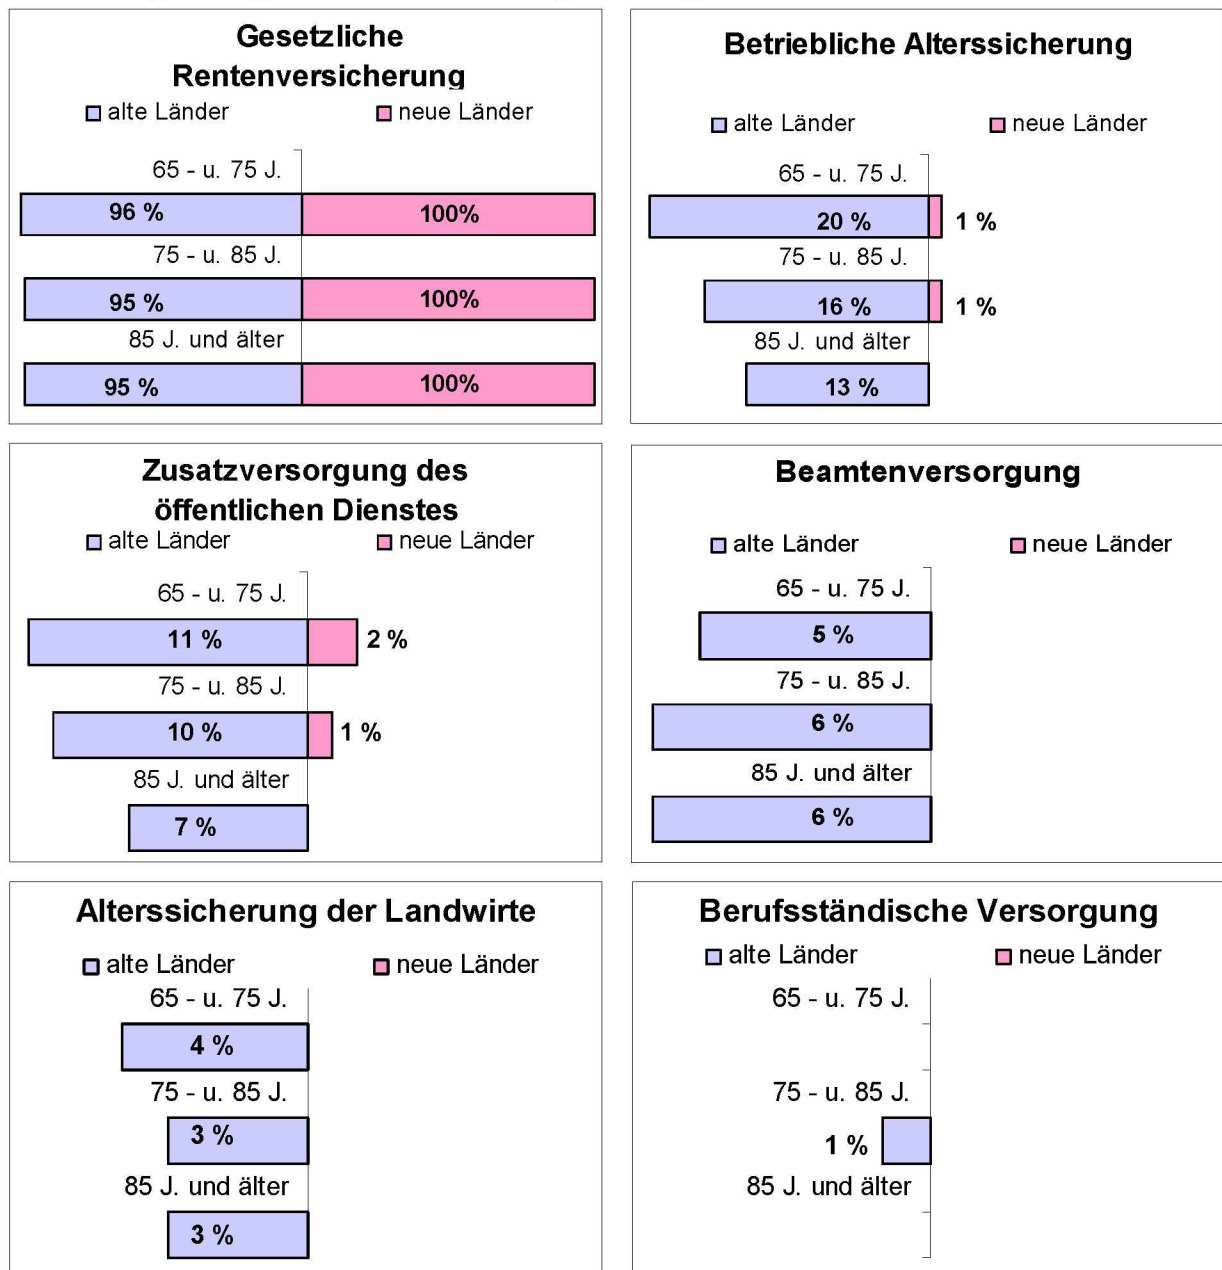 Gesetzliche
Rentenversicherung
alte Länder neue Länder
65 - u. 75 J.
96 % 100%
75 - u. 85 J.
95 % 100%
85 J. und älter
95 % 100%
Betriebliche Alterssicherung
alte Länder neue Länder
65 - u. 75 J.
20 % 1 %
75 - u. 85 J.
16 % 1 %
85 J. und älter
13 %
Zusatzversorgung des
öffentlichen Dienstes
alte Länder neue Länder
65 - u. 75 J.
11 % 2 %
75 - u. 85 J.
10 % 1 %
85 J. und älter
7 %
Beamtenversorgung
alte Länder neue Länder
65 - u. 75 J.
5 %
75 - u. 85 J.
6 %
85 J. und älter
6 %
Alterssicherung der Landwirte
alte Länder neue Länder
65 - u. 75 J.
4 %
75 - u. 85 J.
3 %
85 J. und älter
3 %
Berufsständische Versorgung
alte Länder neue Länder
65 - u. 75 J.
75 - u. 85 J.
1 %
85 J. und älter